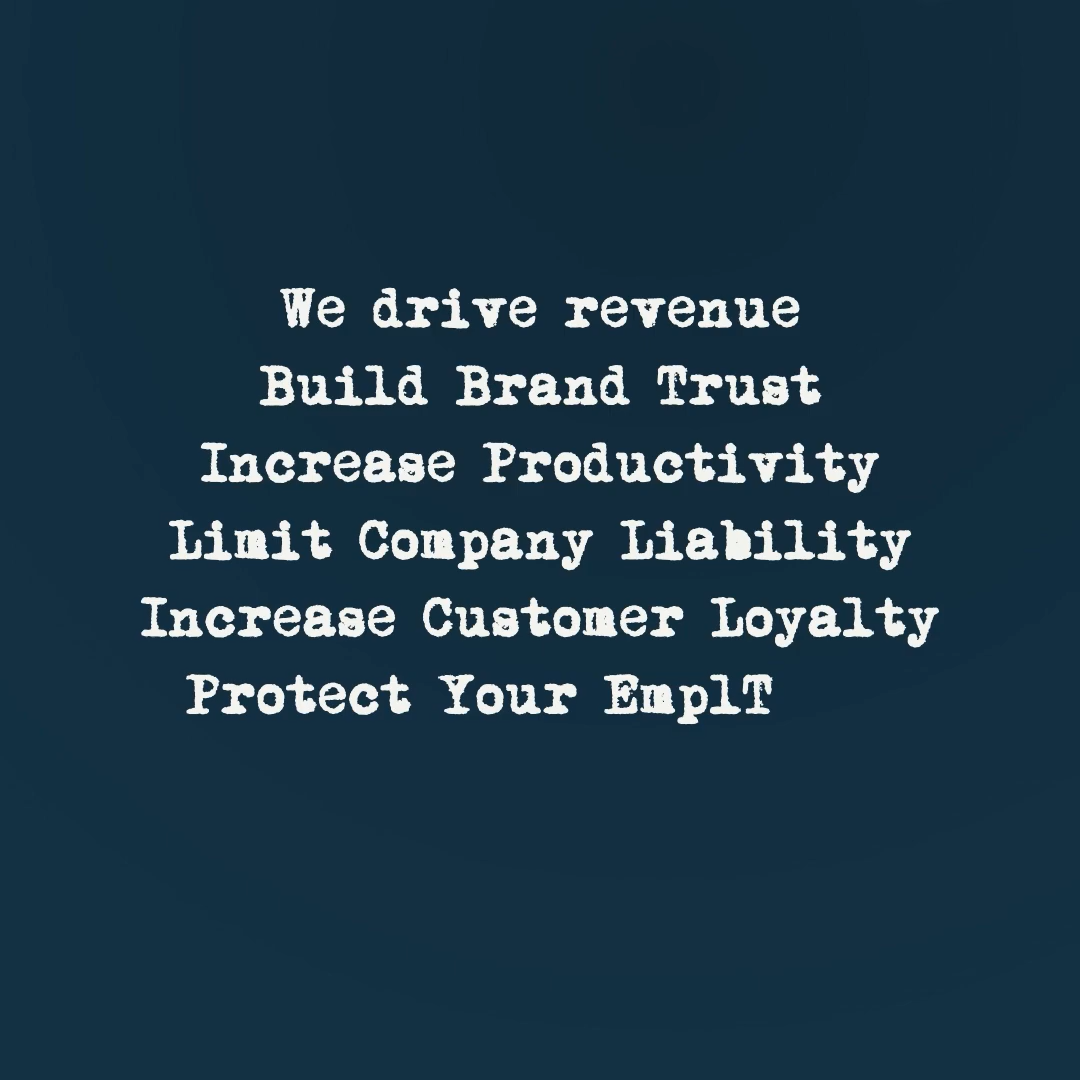 We drive revenue
Build Brand Trust
Increase Productivity
Limit Company Liability
Increase Customer Loyalty
Protect Your EmplT